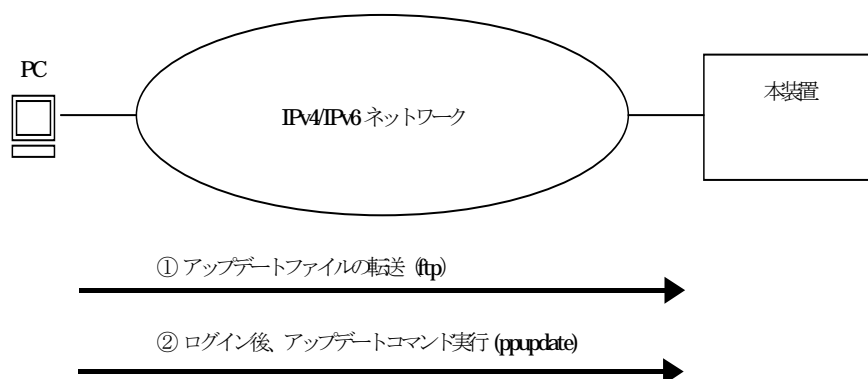 PC
IPv4/IPv6 ネットワーク
本装置
① アップデートファイルの転送 (ftp)
② ログイン後、アップデートコマンド実行 (ppupdate)